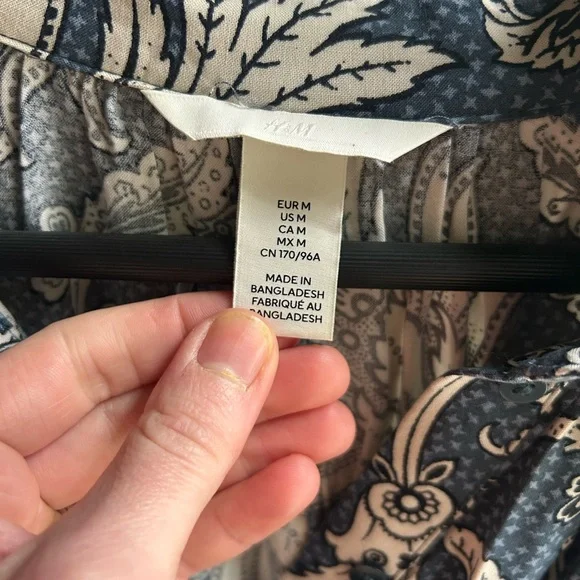 H&M
EUR M
US M
CA M
MX M
CN 170/96A
MADE IN
BANGLADESH
FABRIQUÉ AU
BANGLADESH